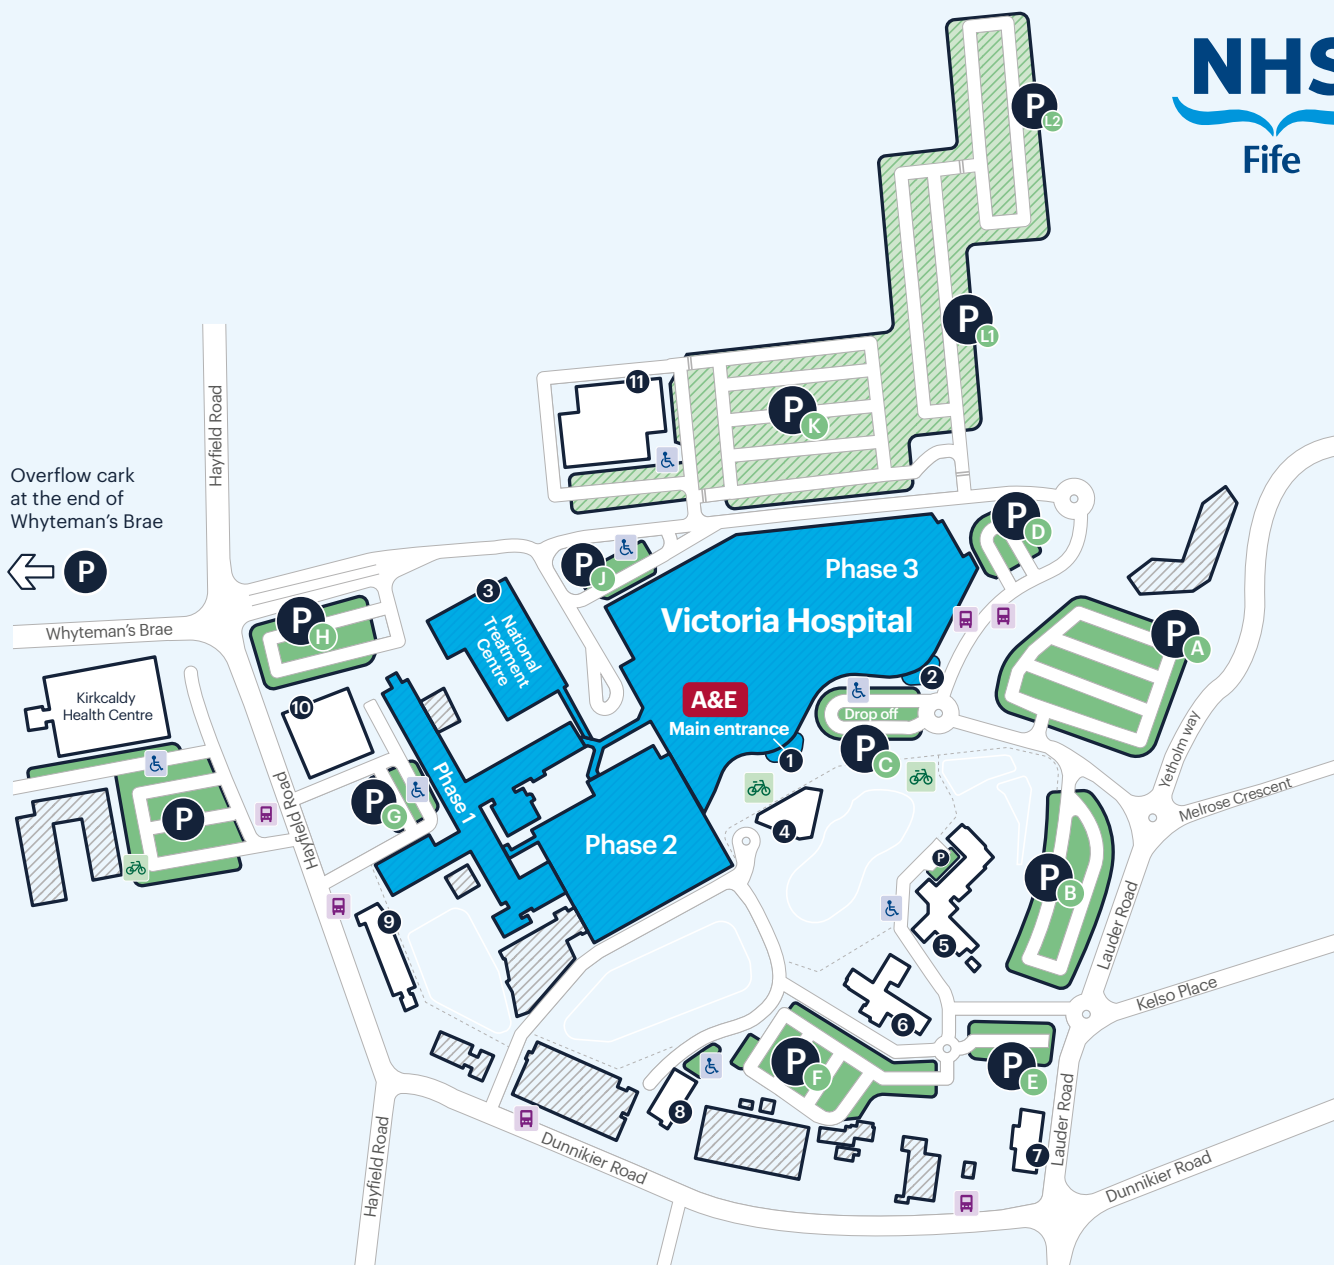 NHS
Fife
P
L2
P
L1
11
P
K
Hayfield Road
Overflow cark
at the end of
Whyteman's Brae
P
P
D
P
J
Phase 3
3
National
Treatment
Centre
Victoria Hospital
P
H
Whyteman's Brae
P
A
2
A&E
Main entrance
Drop off
1
P
C
Kirkcaldy
Health Centre
10
Yetholm way
Phase 1
P
G
P
Hayfield Road
Melrose Crescent
4
Phase 2
P
P
B
Lauder Road
9
5
Kelso Place
6
P
F
P
E
8
Lauder Road
7
Hayfield Road
Dunnikier Road
Dunnikier Road